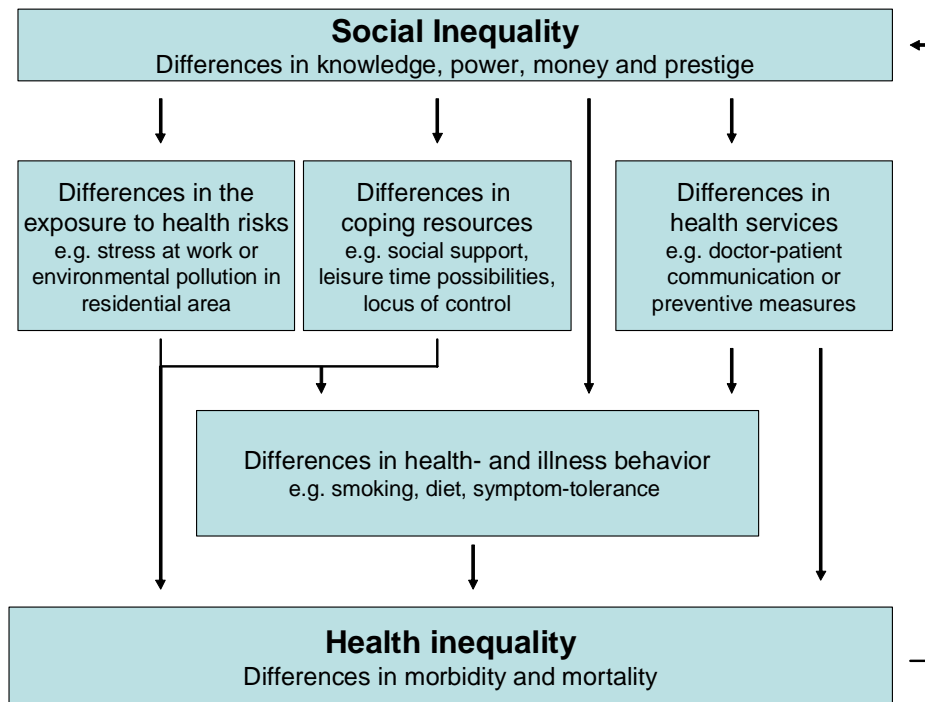 Social Inequality
Differences in knowledge, power, money and prestige
Differences in the
exposure to health risks
e.g. stress at work or
environmental pollution in
residential area
Differences in
coping resources
e.g. social support,
leisure time possibilities,
locus of control
Differences in
health services
e.g. doctor-patient
communication or
preventive measures
Differences in health- and illness behavior
e.g. smoking, diet, symptom-tolerance
Health inequality
Differences in morbidity and mortality